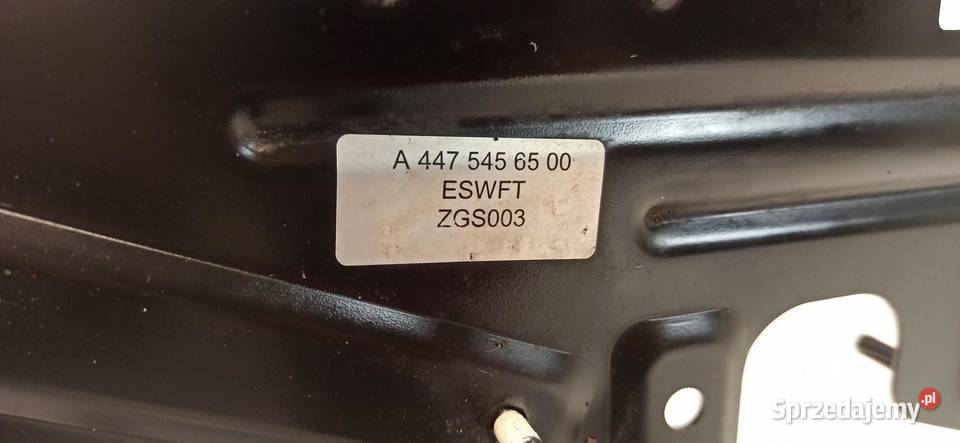 A 447 545 65 00
ESWFT
ZGS003
Sprzedajemy.pl